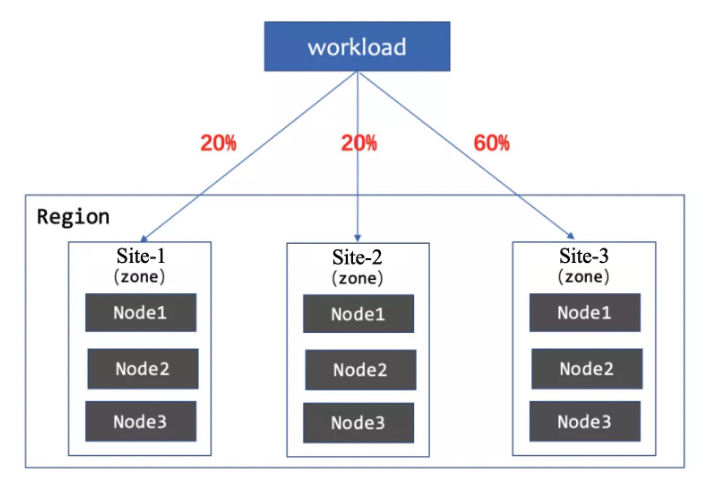 workload
20%
20%
60%
Region
Site-1
(zone)
Node1
Node2
Node3
Site-2
(zone)
Node1
Node2
Node3
Site-3
(zone)
Node1
Node2
Node3